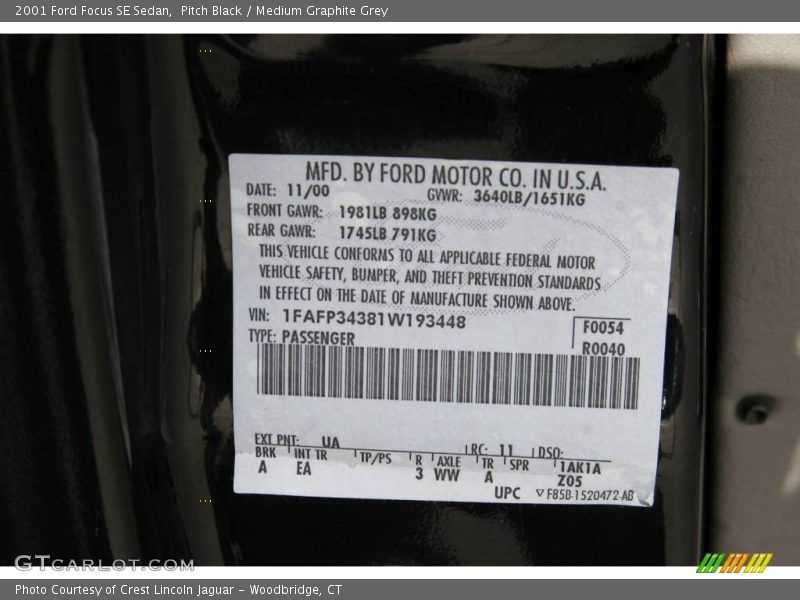 2001 Ford Focus SE Sedan, Pitch Black / Medium Graphite Grey
MFD. BY FORD MOTOR CO. IN U.S.A.
DATE: 11/00 GVWR: 3640LB/1651KG
FRONT GAWR: 1981LB 898KG
REAR GAWR: 1745LB 791KG
THIS VEHICLE CONFORMS TO ALL APPLICABLE FEDERAL MOTOR
VEHICLE SAFETY, BUMPER, AND THEFT PREVENTION STANDARDS
IN EFFECT ON THE DATE OF MANUFACTURE SHOWN ABOVE.
VIN: 1FAFP34381W193448
F0054
TYPE: PASSENGER
R0040
EXT PNT: UA RC: 11 DSO:
BRK INT TR TP/PS R AXLE TR SPR 1AK1A
A EA 3 WW A Z05
UPC F85B-1520472-AB
GTCARLOT.COM
Photo Courtesy of Crest Lincoln Jaguar - Woodbridge, CT